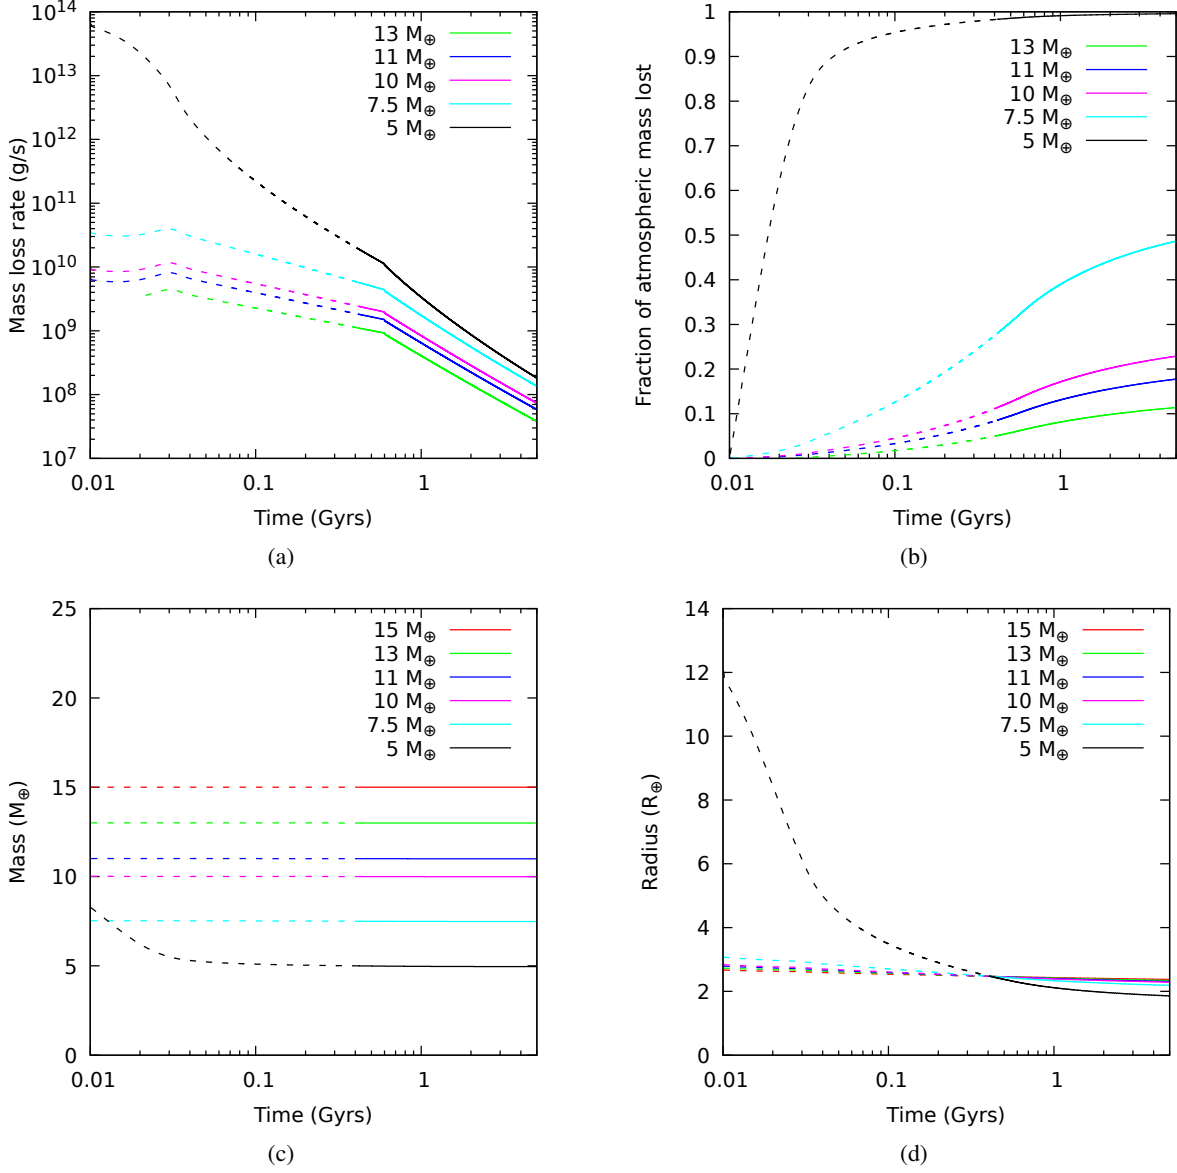 10^14
10^13
10^12
10^11
10^10
10^9
10^8
10^7
Mass loss rate (g/s)
13 M⊕
11 M⊕
10 M⊕
7.5 M⊕
5 M⊕
0.01 0.1 1
Time (Gyrs)
(a)
1
0.9
0.8
0.7
0.6
0.5
0.4
0.3
0.2
0.1
0
Fraction of atmospheric mass lost
13 M⊕
11 M⊕
10 M⊕
7.5 M⊕
5 M⊕
0.01 0.1 1
Time (Gyrs)
(b)
25
20
15
10
5
0
Mass (M⊕)
15 M⊕
13 M⊕
11 M⊕
10 M⊕
7.5 M⊕
5 M⊕
0.01 0.1 1
Time (Gyrs)
(c)
14
12
10
8
6
4
2
0
Radius (R⊕)
15 M⊕
13 M⊕
11 M⊕
10 M⊕
7.5 M⊕
5 M⊕
0.01 0.1 1
Time (Gyrs)
(d)